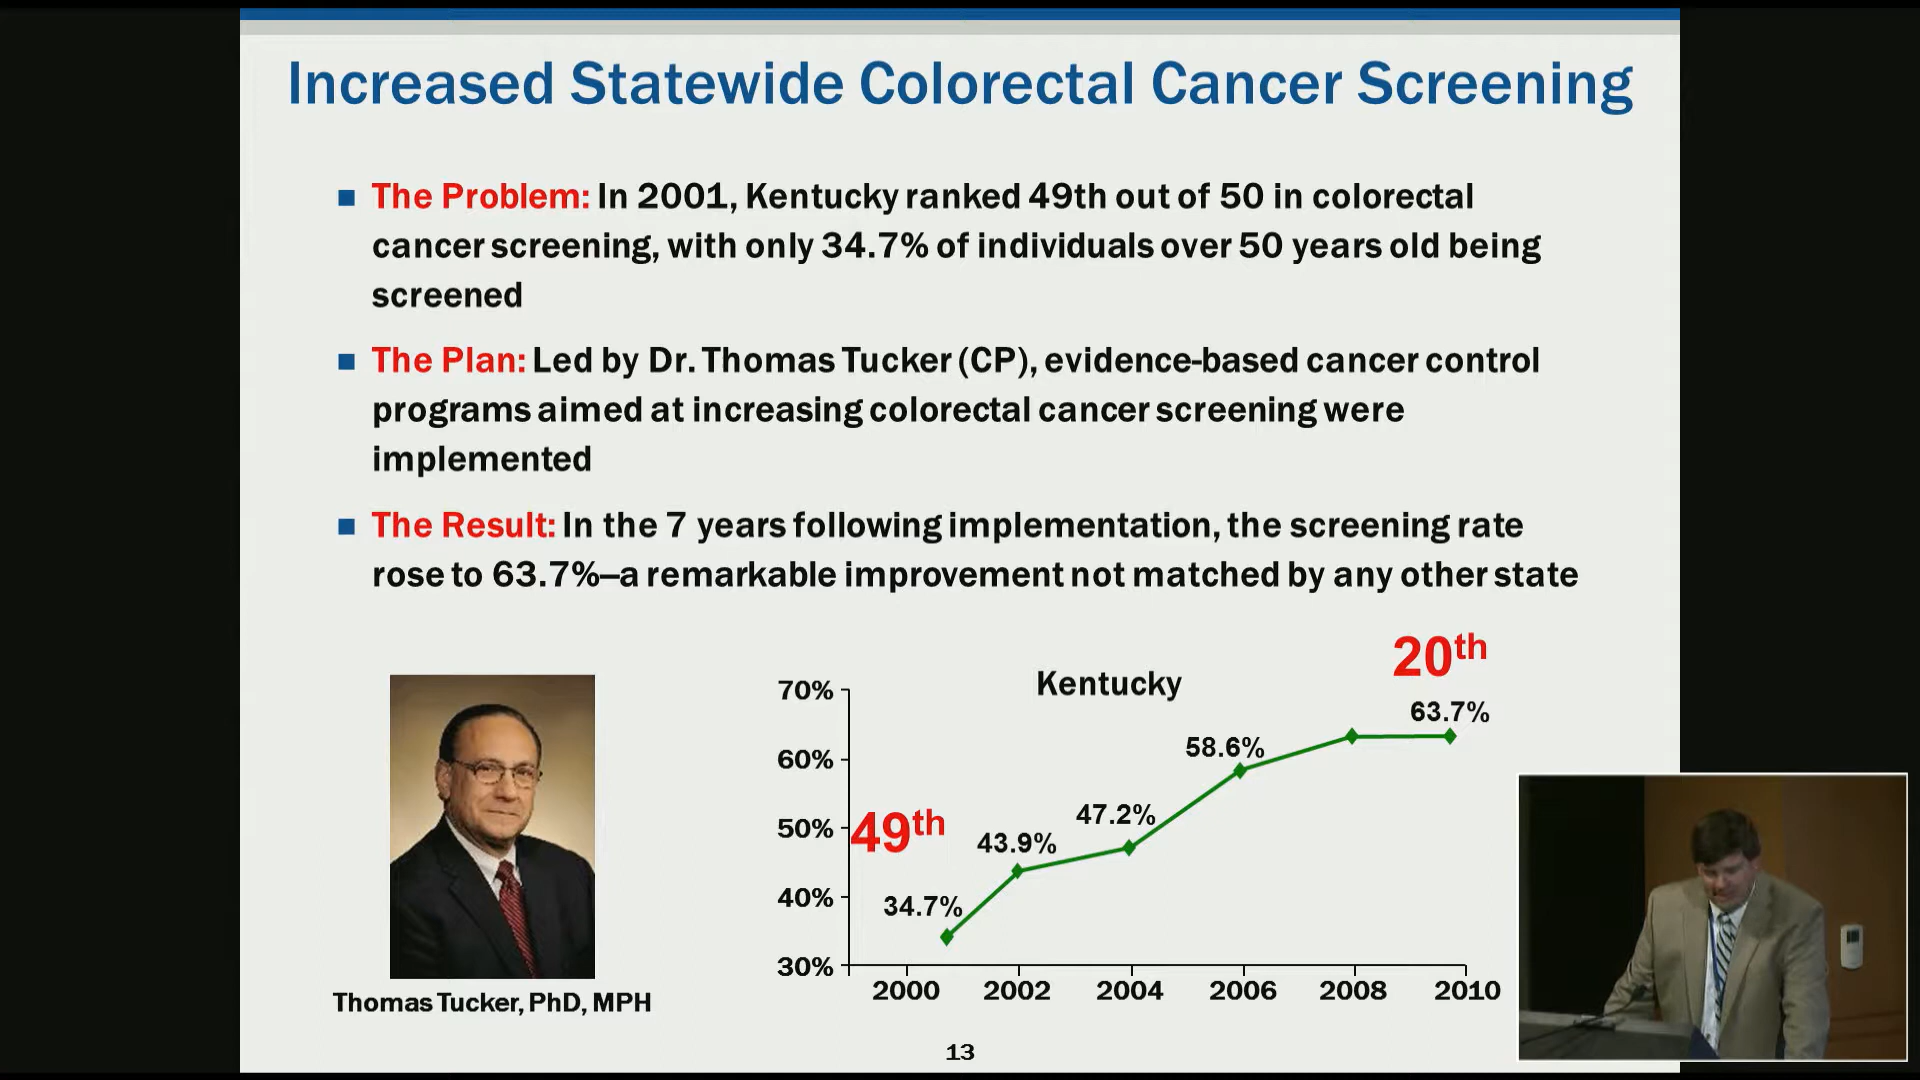 Increased Statewide Colorectal Cancer Screening
The Problem: In 2001, Kentucky ranked 49th out of 50 in colorectal
cancer screening, with only 34.7% of individuals over 50 years old being
screened
The Plan: Led by Dr. Thomas Tucker (CP), evidence-based cancer control
programs aimed at increasing colorectal cancer screening were
implemented
The Result: In the 7 years following implementation, the screening rate
rose to 63.7%–a remarkable improvement not matched by any other state
Thomas Tucker, PhD, MPH
Kentucky
20th
49th
70%
60%
50%
40%
30%
34.7%
43.9%
47.2%
58.6%
63.7%
2000 2002 2004 2006 2008 2010
13